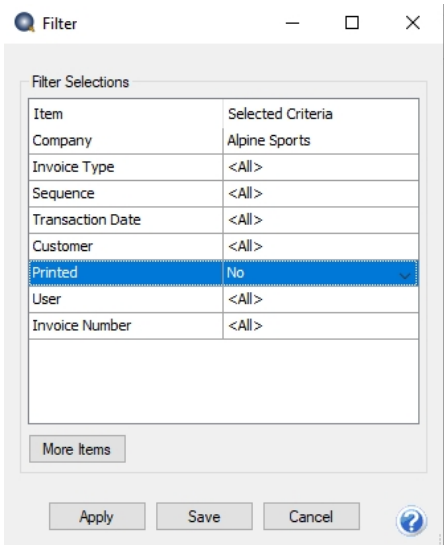 Filter
Filter Selections
Item Selected Criteria
Company Alpine Sports
Invoice Type <All>
Sequence <All>
Transaction Date <All>
Customer <All>
Printed No
User <All>
Invoice Number <All>
More Items
Apply Save Cancel ?